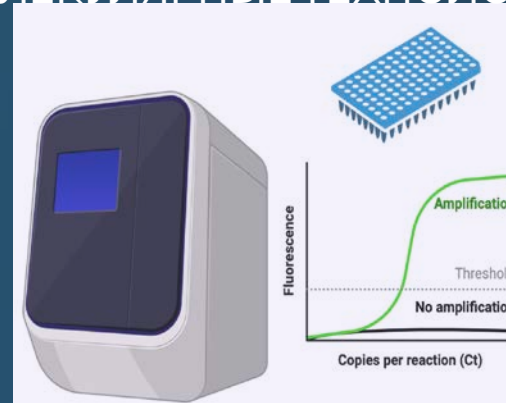 Fluorescence
Amplificatio
Threshol
No amplificatio
Copies per reaction (Ct)